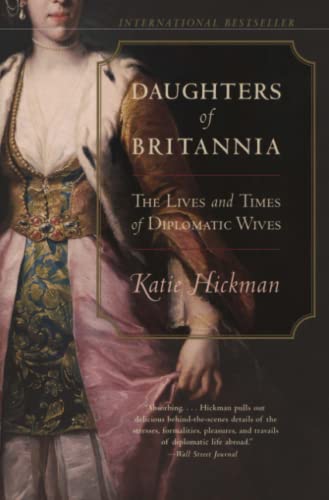 INTERNATIONAL BESTSELLER
DAUGHTERS
of
BRITANNIA
THE LIVES and TIMES
of DIPLOMATIC WIVES
Katie Hickman
"Absorbing. . . . Hickman pulls out
delicious behind-the-scenes details of the
stresses, formalities, pleasures, and travails
of diplomatic life abroad."
—Wall Street Journal